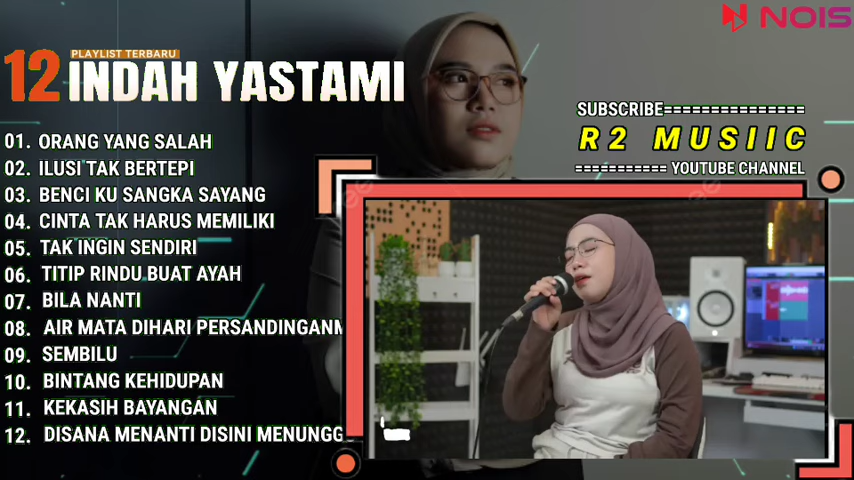 NOIS
PLAYLIST TERBARU
12 INDAH YASTAMI
SUBSCRIBE===============
R2 MUSIIC
=========== YOUTUBE CHANNEL
01. ORANG YANG SALAH
02. ILUSI TAK BERTEPI
03. BENCI KU SANGKA SAYANG
04. CINTA TAK HARUS MEMILIKI
05. TAK INGIN SENDIRI
06. TITIP RINDU BUAT AYAH
07. BILA NANTI
08. AIR MATA DIHARI PERSANDINGANM
09. SEMBILU
10. BINTANG KEHIDUPAN
11. KEKASIH BAYANGAN
12. DISANA MENANTI DISINI MENUNGG